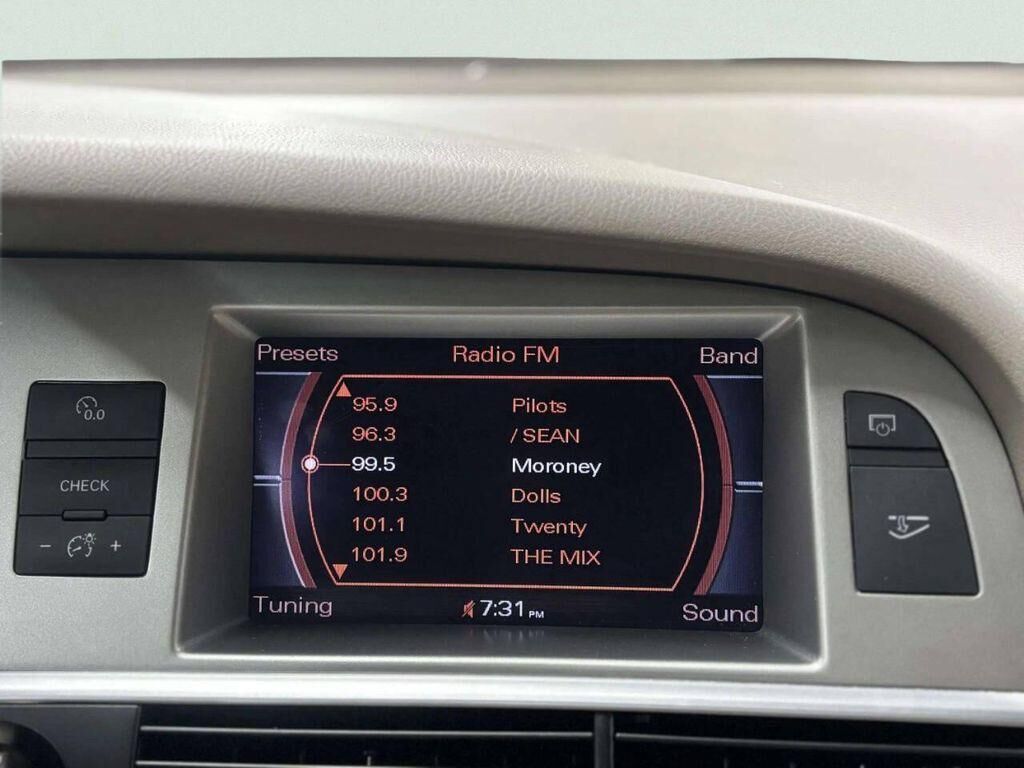 Presets Radio FM Band
95.9 Pilots
96.3 / SEAN
99.5 Moroney
100.3 Dolls
101.1 Twenty
101.9 THE MIX
Tuning 7:31 PM Sound
0.0
CHECK
- +